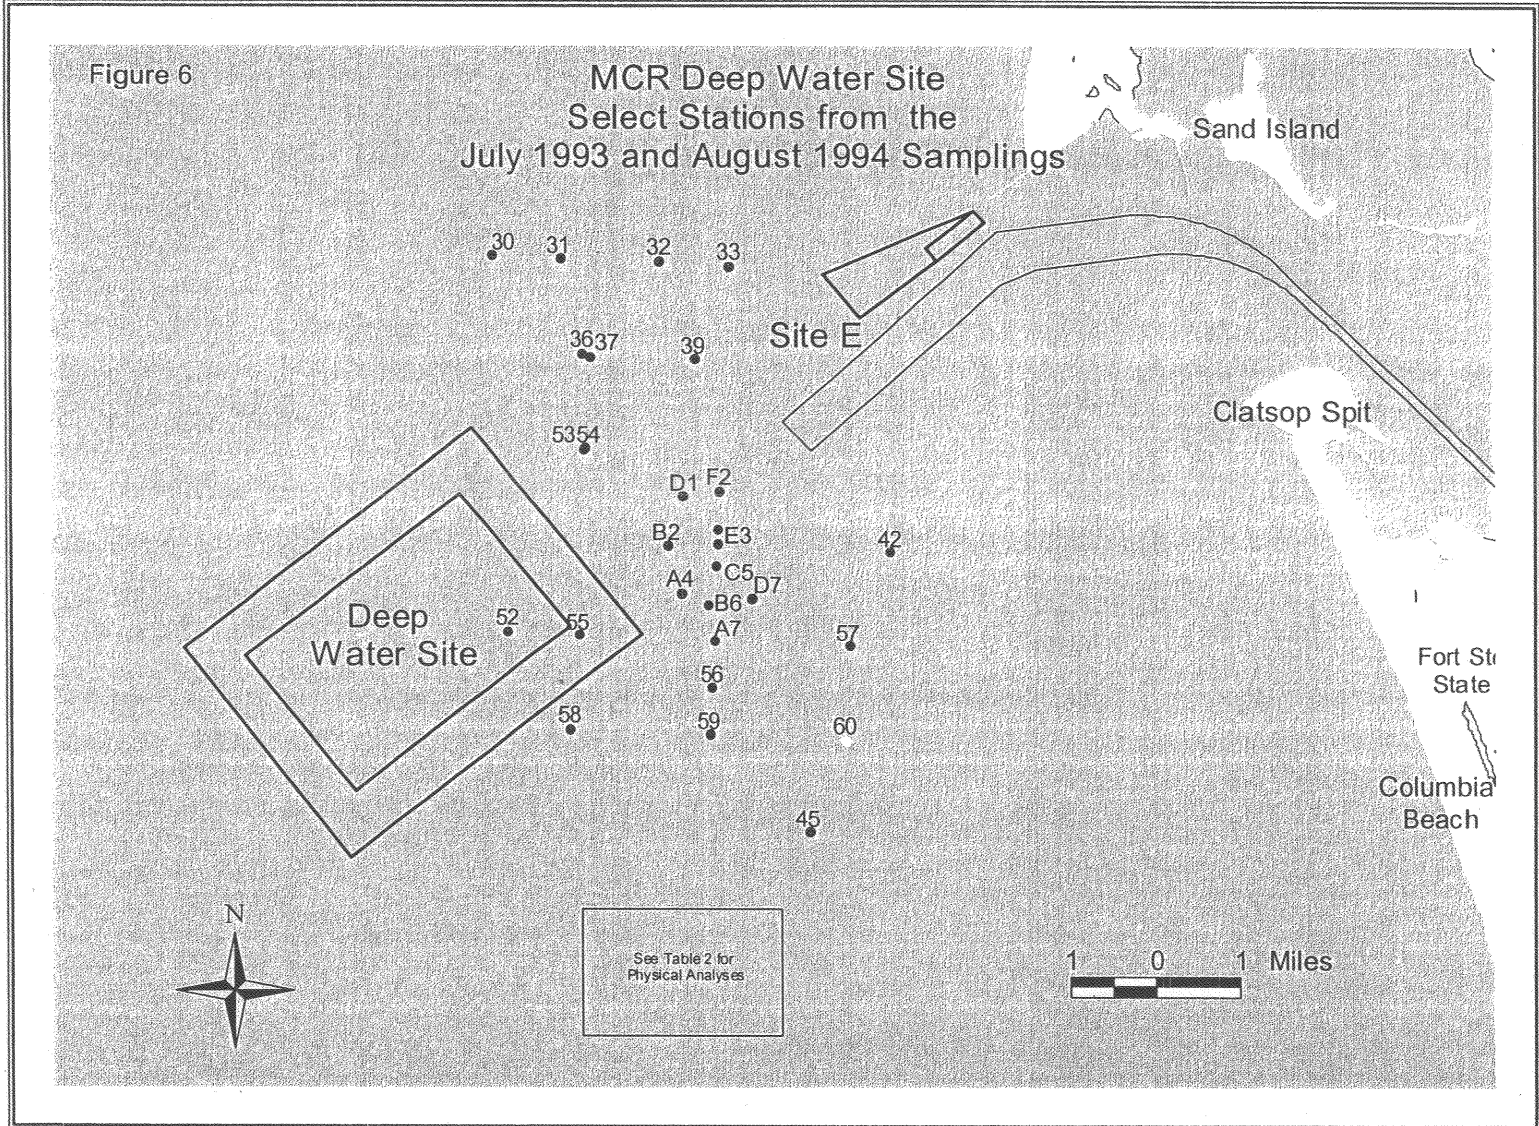 Figure 6
MCR Deep Water Site
Select Stations from the
July 1993 and August 1994 Samplings
Sand Island
30
31
32
33
Site E
36
37
39
Clatsop Spit
53
54
D1
F2
B2
E3
42
C5
A4
D7
B6
Deep
Water Site
52
55
A7
57
Fort Ste
State
56
58
59
60
Columbia
Beach
45
N
See Table 2 for
Physical Analyses
1 0 1 Miles